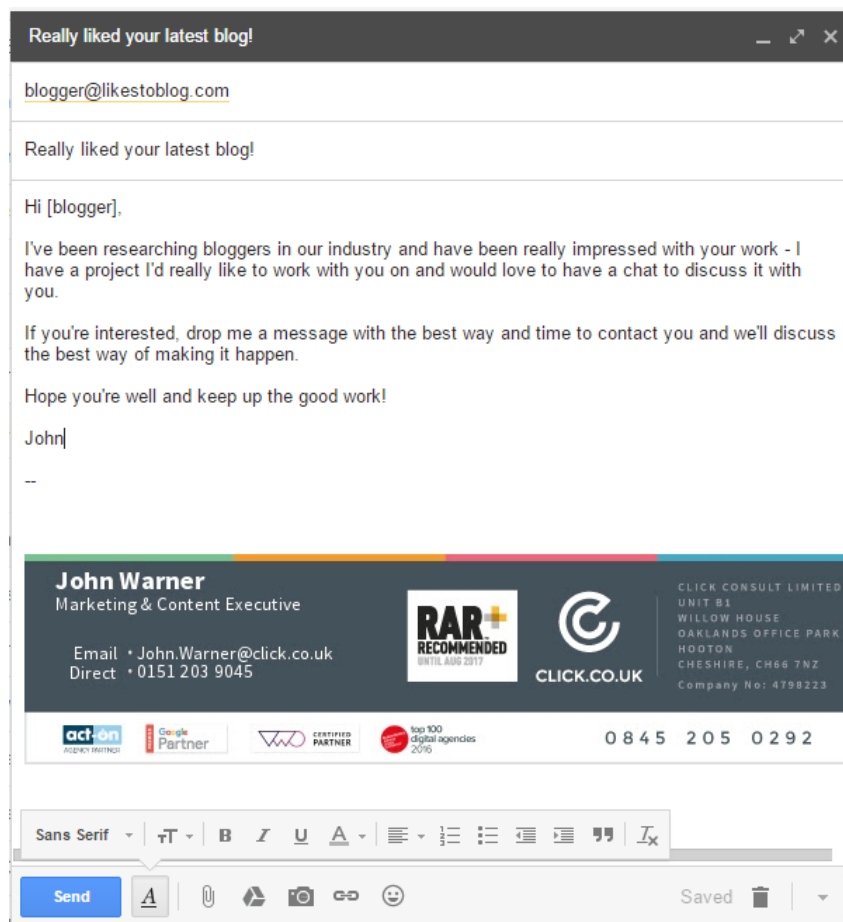 Really liked your latest blog!
blogger@likestoblog.com
Really liked your latest blog!
Hi [blogger],
I've been researching bloggers in our industry and have been really impressed with your work - I
have a project I'd really like to work with you on and would love to have a chat to discuss it with
you.
If you're interested, drop me a message with the best way and time to contact you and we'll discuss
the best way of making it happen.
Hope you're well and keep up the good work!
John
--
John Warner
Marketing & Content Executive
Email • John.Warner@click.co.uk
Direct • 0151 203 9045
RAR+
RECOMMENDED
UNTIL AUG 2017
CLICK.CO.UK
CLICK CONSULT LIMITED
UNIT B1
WILLOW HOUSE
OAKLANDS OFFICE PARK
HOOTON
CHESHIRE, CH66 7NZ
Company No: 4798223
act-on
AGENCY PARTNER
PREMIER
Google
Partner
VWO
CERTIFIED
PARTNER
top 100
digital agencies
2016
0845 205 0292
Sans Serif
B I U A
Send
A
Saved